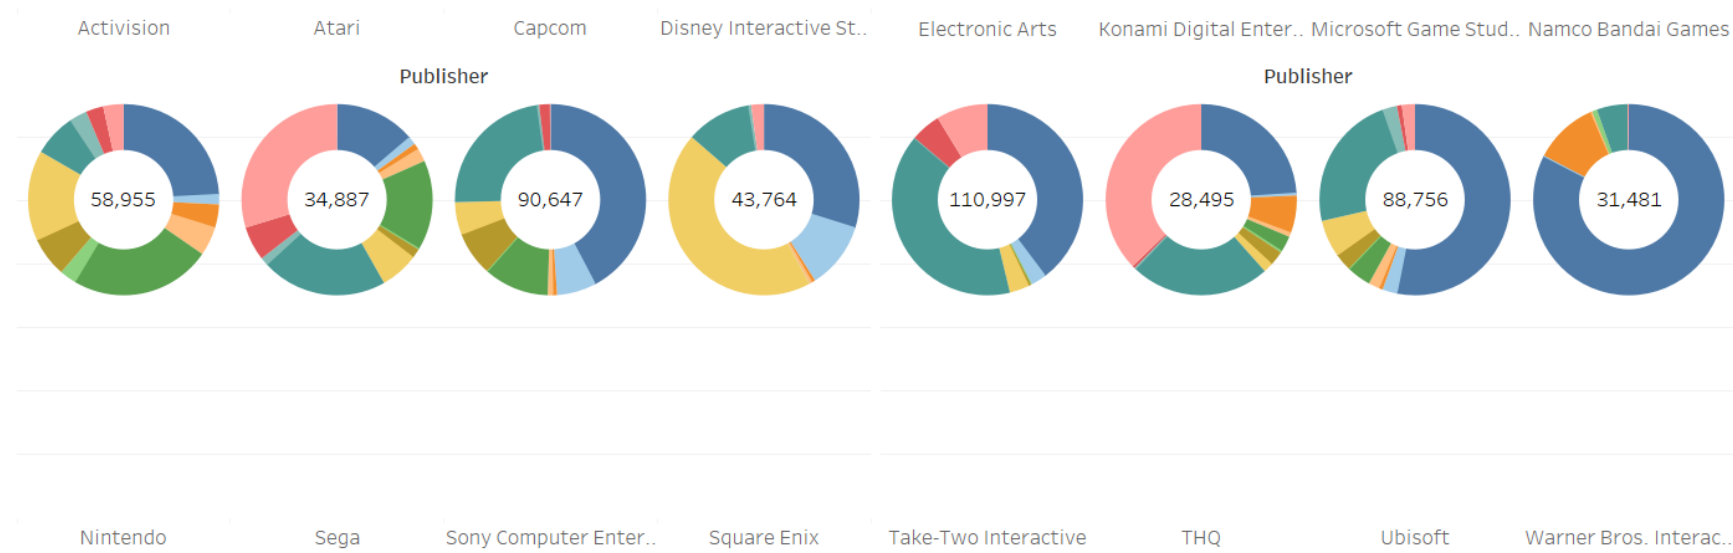 Activision Atari Capcom Disney Interactive St.. Electronic Arts Konami Digital Enter.. Microsoft Game Stud.. Namco Bandai Games
Publisher Publisher
58,955 34,887 90,647 43,764 110,997 28,495 88,756 31,481
Nintendo Sega Sony Computer Enter.. Square Enix Take-Two Interactive THQ Ubisoft Warner Bros. Interac..